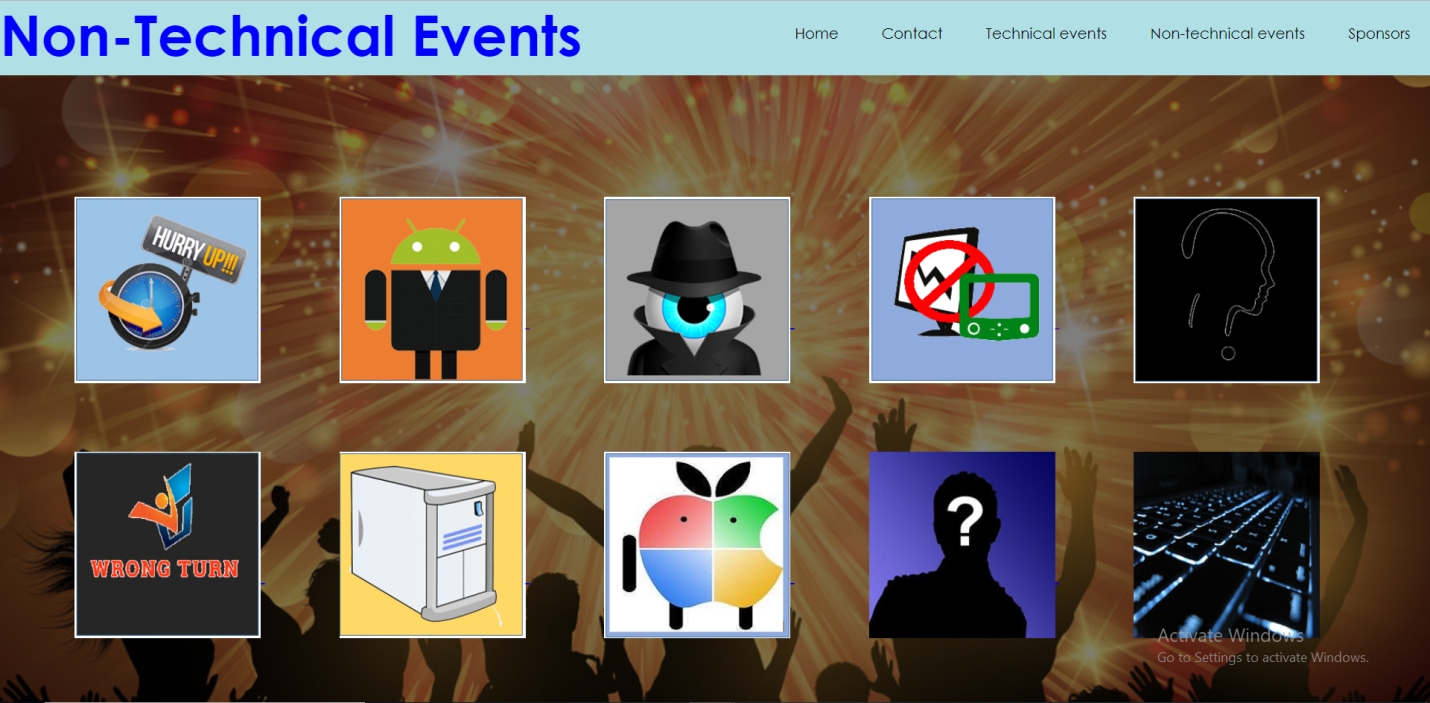 Non-Technical Events
Home
Contact
Technical events
Non-technical events
Sponsors
HURRY UP!!!
?
WRONG TURN
Activate Windows
Go to Settings to activate Windows.